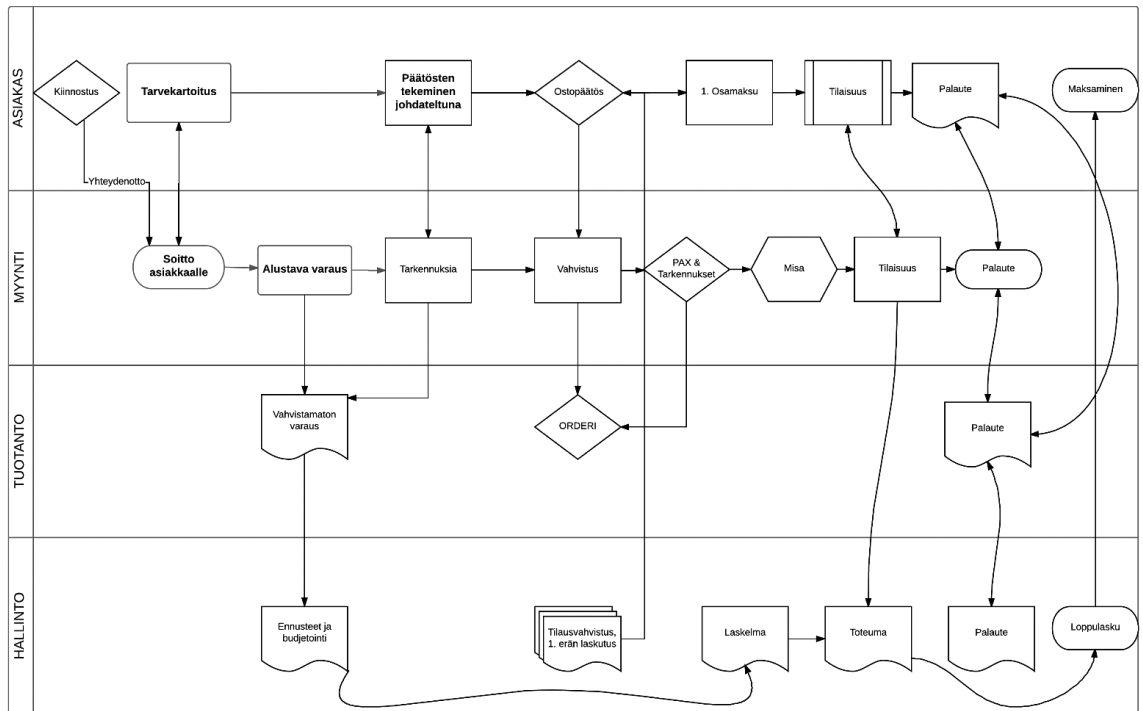 ASIAKAS
Kiinnostus
Tarvekartoitus
Päätösten
tekeminen
johdateltuna
Ostopäätös
1. Osamaksu
Tilaisuus
Palaute
Maksaminen
Yhteydenotto
MYYNTI
Soitto
asiakkaalle
Alustava varaus
Tarkennuksia
Vahvistus
PAX &
Tarkennukset
Misa
Tilaisuus
Palaute
TUOTANTO
Vahvistamaton
varaus
ORDERI
Palaute
HALLINTO
Ennusteet ja
budjetointi
Tilausvahvistus,
1. erän laskutus
Laskelma
Toteuma
Palaute
Loppulasku